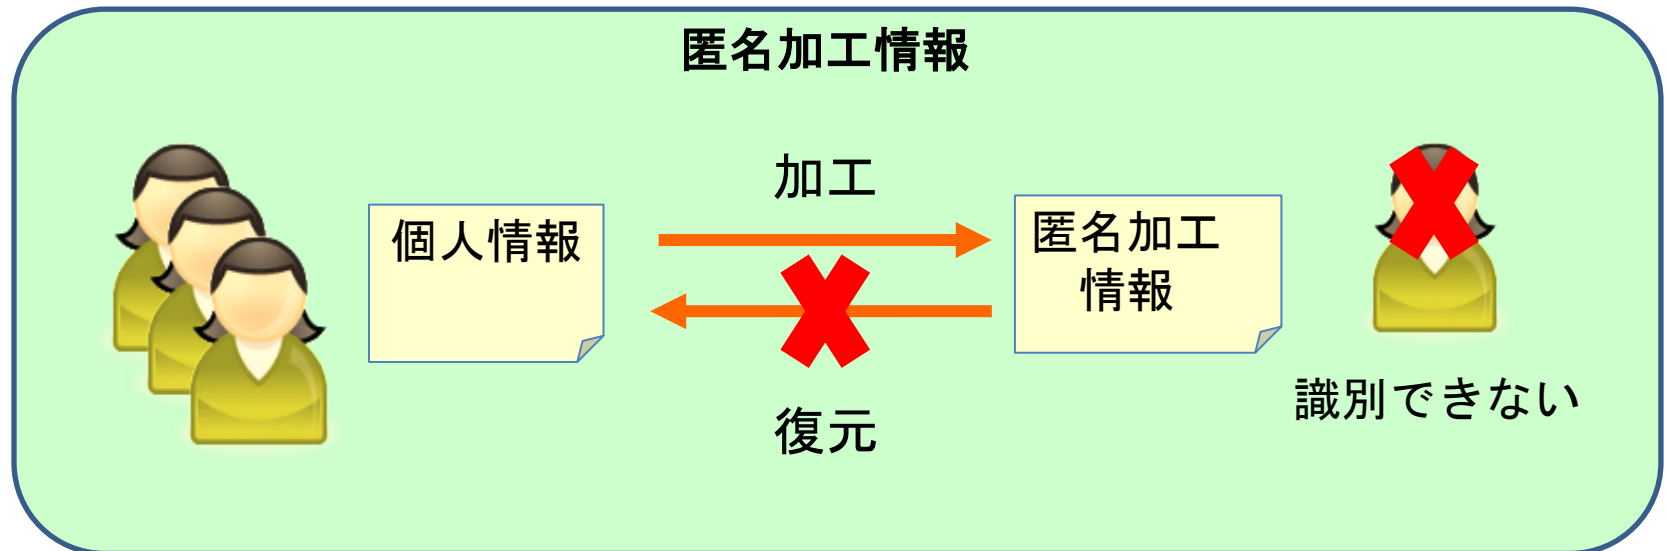 匿名加工情報
加工
個人情報
匿名加工
情報
復元
識別できない